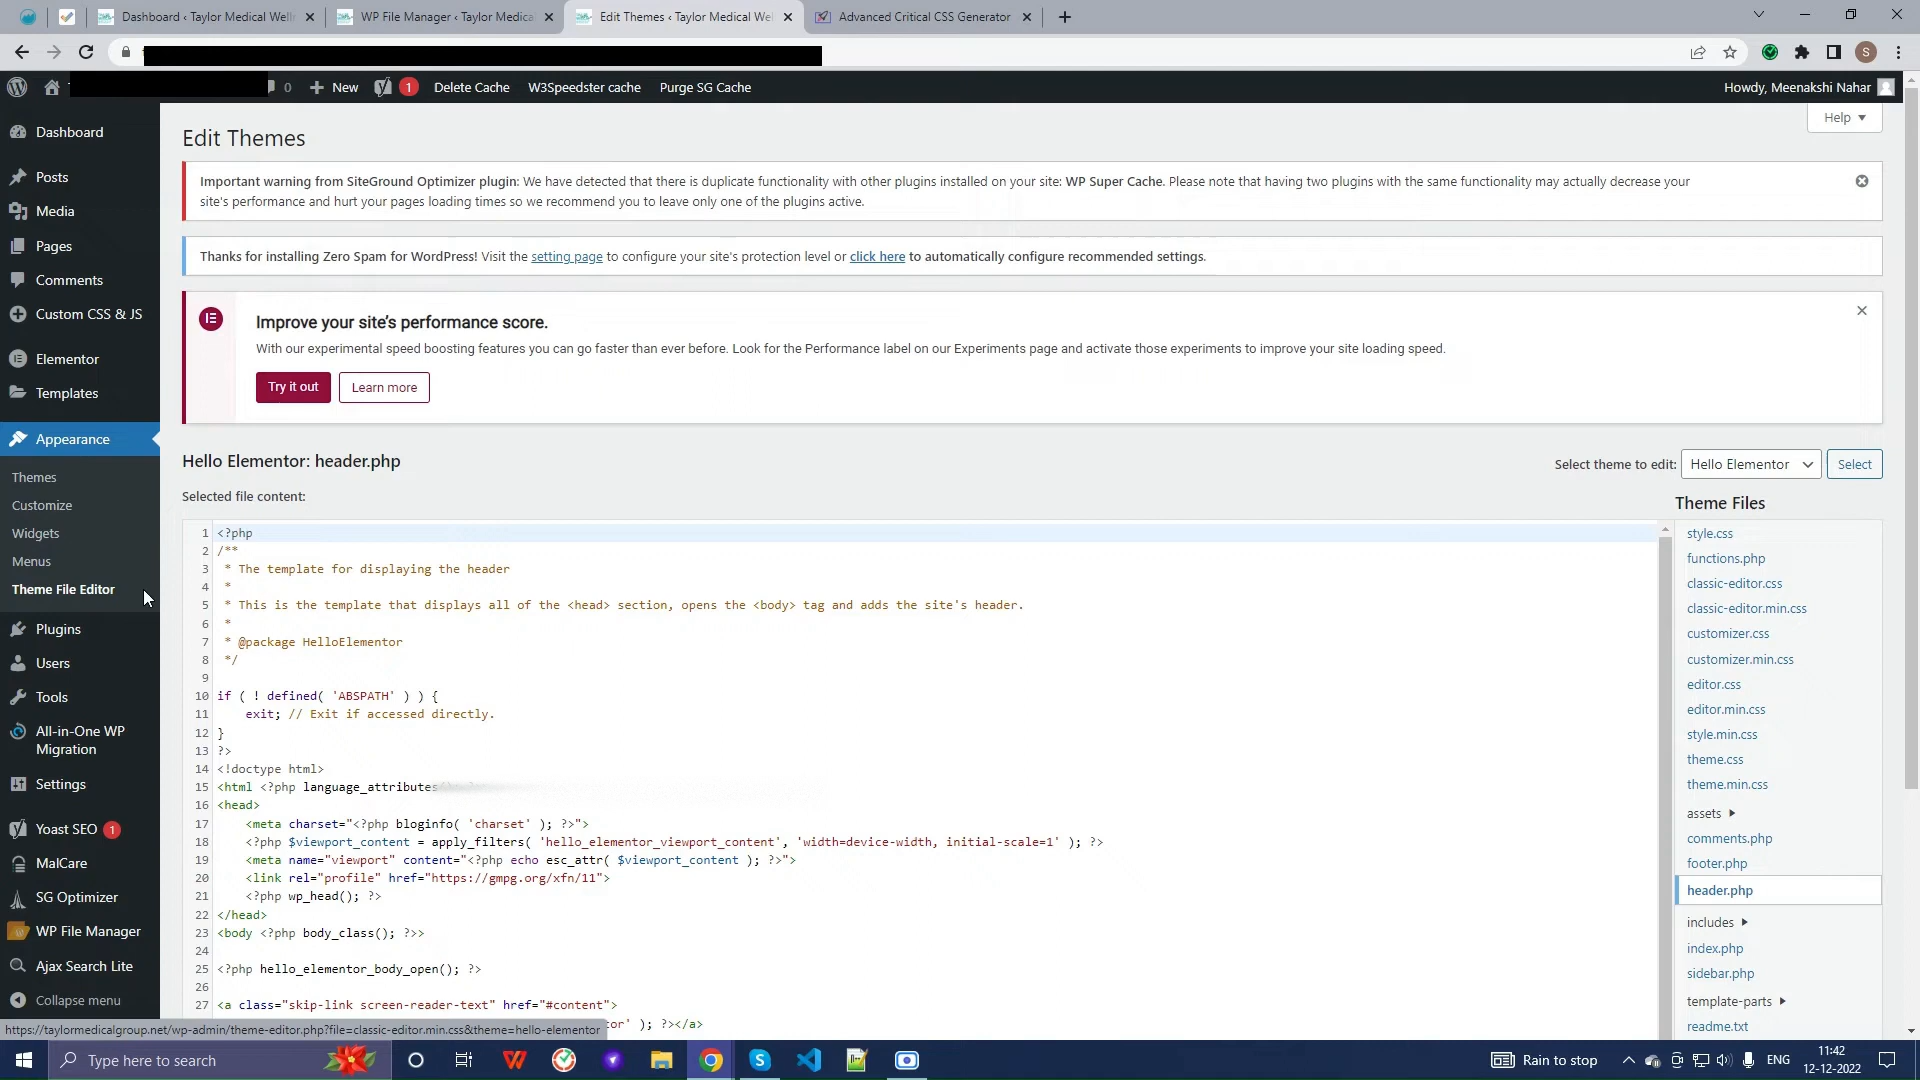 Dashboard ‹ Taylor Medical Well
WP File Manager ‹ Taylor Medica
Edit Themes ‹ Taylor Medical We
Advanced Critical CSS Generator
S
0
New
1
Delete Cache
W3Speedster cache
Purge SG Cache
Howdy, Meenakshi Nahar
Dashboard
Posts
Media
Pages
Comments
Custom CSS & JS
Elementor
Templates
Appearance
Themes
Customize
Widgets
Menus
Theme File Editor
Plugins
Users
Tools
All-in-One WP
Migration
Settings
Yoast SEO 1
MalCare
SG Optimizer
WP File Manager
Ajax Search Lite
Collapse menu
Help
Edit Themes
Important warning from SiteGround Optimizer plugin: We have detected that there is duplicate functionality with other plugins installed on your site: WP Super Cache. Please note that having two plugins with the same functionality may actually decrease your
site's performance and hurt your pages loading times so we recommend you to leave only one of the plugins active.
Thanks for installing Zero Spam for WordPress! Visit the setting page to configure your site's protection level or click here to automatically configure recommended settings.
Improve your site's performance score.
With our experimental speed boosting features you can go faster than ever before. Look for the Performance label on our Experiments page and activate those experiments to improve your site loading speed.
Try it out
Learn more
Hello Elementor: header.php
Select theme to edit: Hello Elementor
Select
Selected file content:
1 <?php
2 /**
3 * The template for displaying the header
4 *
5 * This is the template that displays all of the <head> section, opens the <body> tag and adds the site's header.
6 *
7 * @package HelloElementor
8 */
9
10 if ( ! defined( 'ABSPATH' ) ) {
11 exit; // Exit if accessed directly.
12 }
13 ?>
14 <!doctype html>
15 <html <?php language_attributes
16 <head>
17 <meta charset="<?php bloginfo( 'charset' ); ?>">
18 <?php $viewport_content = apply_filters( 'hello_elementor_viewport_content', 'width=device-width, initial-scale=1' ); ?>
19 <meta name="viewport" content="<?php echo esc_attr( $viewport_content ); ?>">
20 <link rel="profile" href="https://gmpg.org/xfn/11">
21 <?php wp_head(); ?>
22 </head>
23 <body <?php body_class(); ?>>
24
25 <?php hello_elementor_body_open(); ?>
26
27 <a class="skip-link screen-reader-text" href="#content">
or' ); ?></a>
Theme Files
style.css
functions.php
classic-editor.css
classic-editor.min.css
customizer.css
customizer.min.css
editor.css
editor.min.css
style.min.css
theme.css
theme.min.css
assets
comments.php
footer.php
header.php
includes
index.php
sidebar.php
template-parts
readme.txt
https://taylormedicalgroup.net/wp-admin/theme-editor.php?file=classic-editor.min.css&theme=hello-elementor
Type here to search
Rain to stop
ENG
11:42
12-12-2022